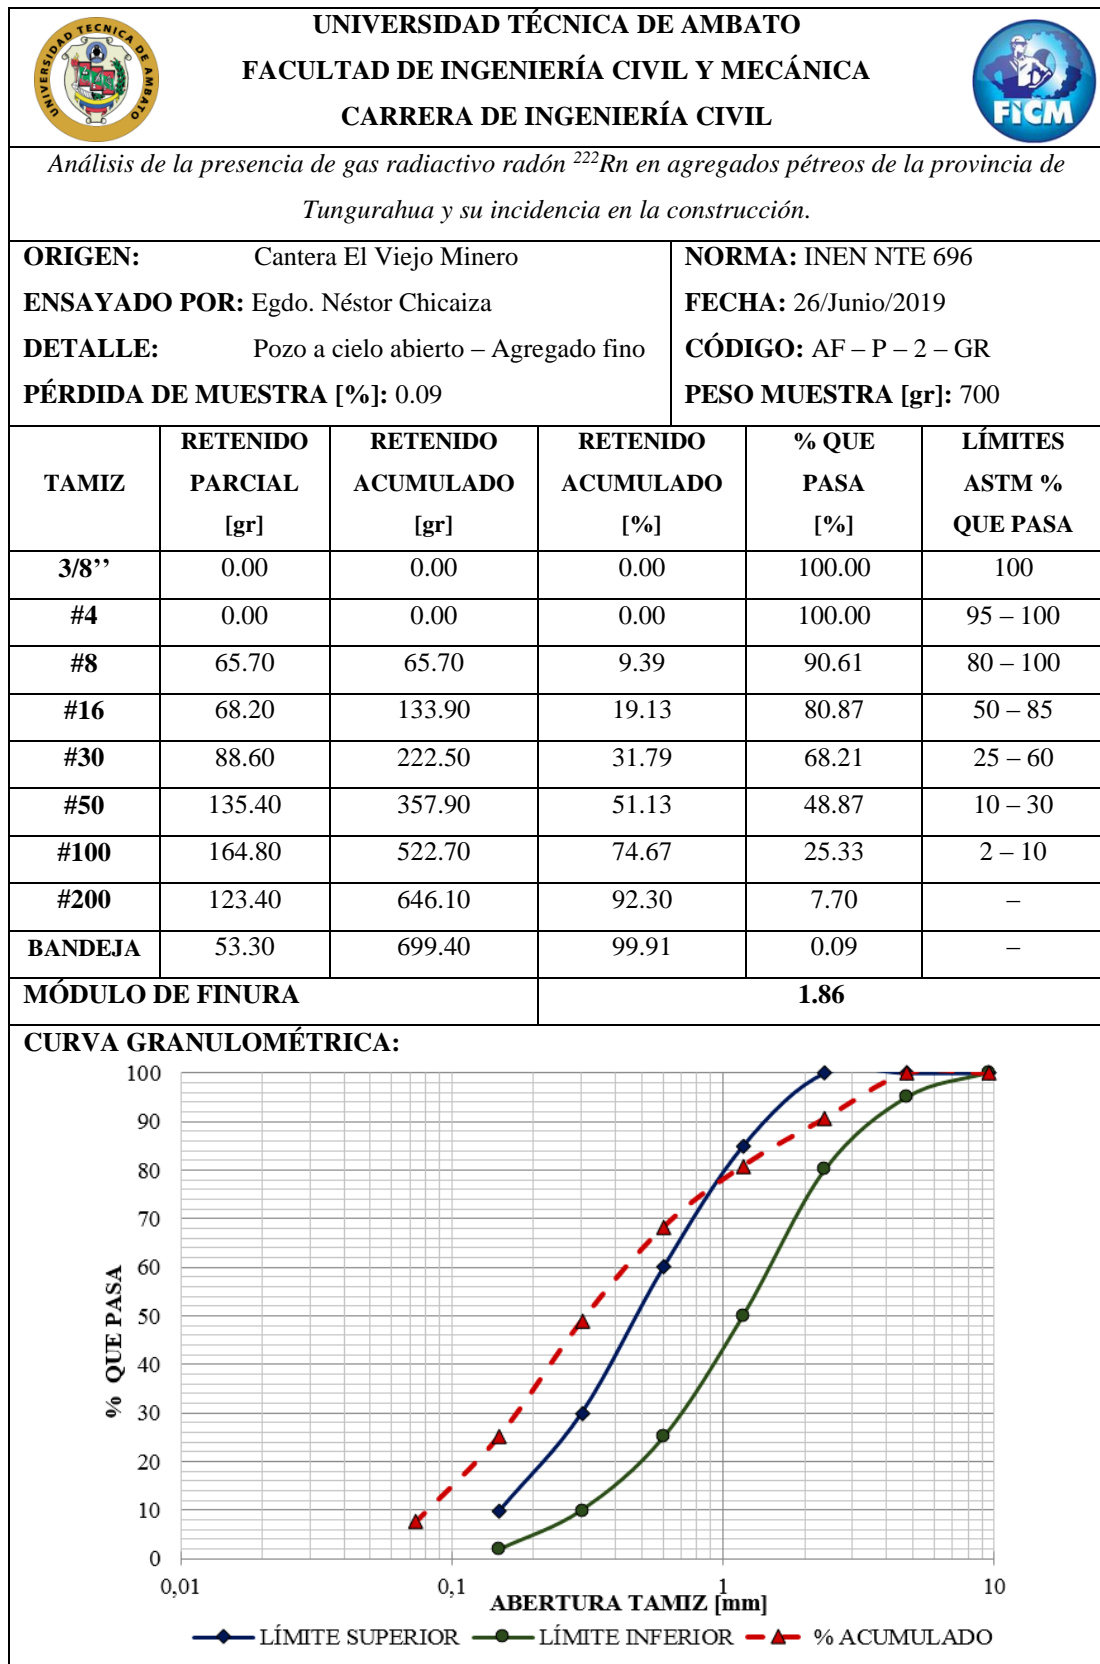 UNIVERSIDAD TÉCNICA DE AMBATO
FACULTAD DE INGENIERÍA CIVIL Y MECÁNICA
CARRERA DE INGENIERÍA CIVIL
UNIVERSIDAD TECNICA DE AMBATO
FICM
Análisis de la presencia de gas radiactivo radón ²²²Rn en agregados pétreos de la provincia de
Tungurahua y su incidencia en la construcción.
ORIGEN: Cantera El Viejo Minero
NORMA: INEN NTE 696
ENSAYADO POR: Egdo. Néstor Chicaiza
FECHA: 26/Junio/2019
DETALLE: Pozo a cielo abierto – Agregado fino
CÓDIGO: AF – P – 2 – GR
PÉRDIDA DE MUESTRA [%]: 0.09
PESO MUESTRA [gr]: 700
TAMIZ RETENIDO PARCIAL [gr] RETENIDO ACUMULADO [gr] RETENIDO ACUMULADO [%] % QUE PASA [%] LÍMITES ASTM % QUE PASA
3/8’’ 0.00 0.00 0.00 100.00 100
#4 0.00 0.00 0.00 100.00 95 – 100
#8 65.70 65.70 9.39 90.61 80 – 100
#16 68.20 133.90 19.13 80.87 50 – 85
#30 88.60 222.50 31.79 68.21 25 – 60
#50 135.40 357.90 51.13 48.87 10 – 30
#100 164.80 522.70 74.67 25.33 2 – 10
#200 123.40 646.10 92.30 7.70 –
BANDEJA 53.30 699.40 99.91 0.09 –
MÓDULO DE FINURA 1.86
CURVA GRANULOMÉTRICA:
100
90
80
70
60
50
40
30
20
10
0
% QUE PASA
0,01 0,1 1 10
ABERTURA TAMIZ [mm]
LÍMITE SUPERIOR LÍMITE INFERIOR % ACUMULADO